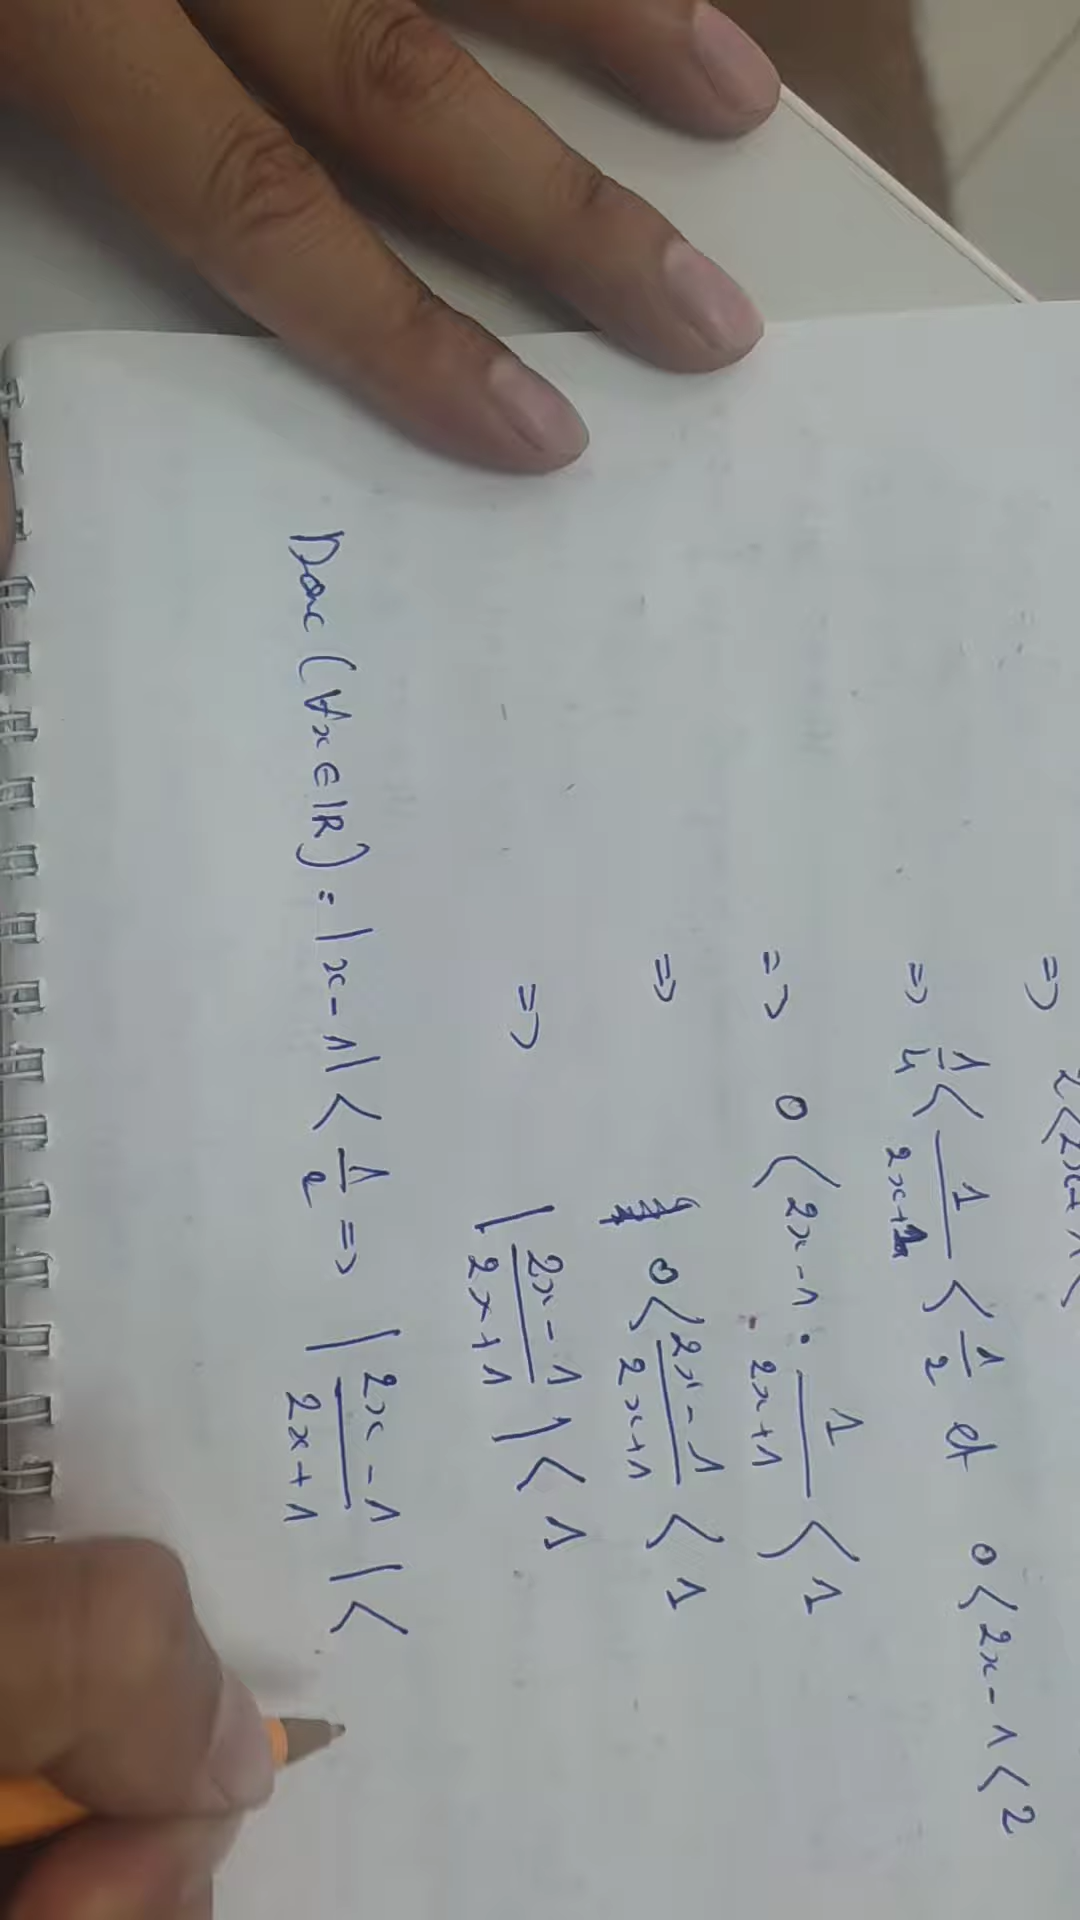 => 2<2x+1<
=> 1/4 < 1/(2x+1) < 1/2 et 0<2x-1<2
=> 0 < 2x-1 · 1/(2x+1) < 1
=> 0 < (2x-1)/(2x+1) < 1
=> |(2x-1)/(2x+1)| < 1
Donc (∀x∈IR) : |x-1| < 1/2 => |(2x-1)/(2x+1)| <